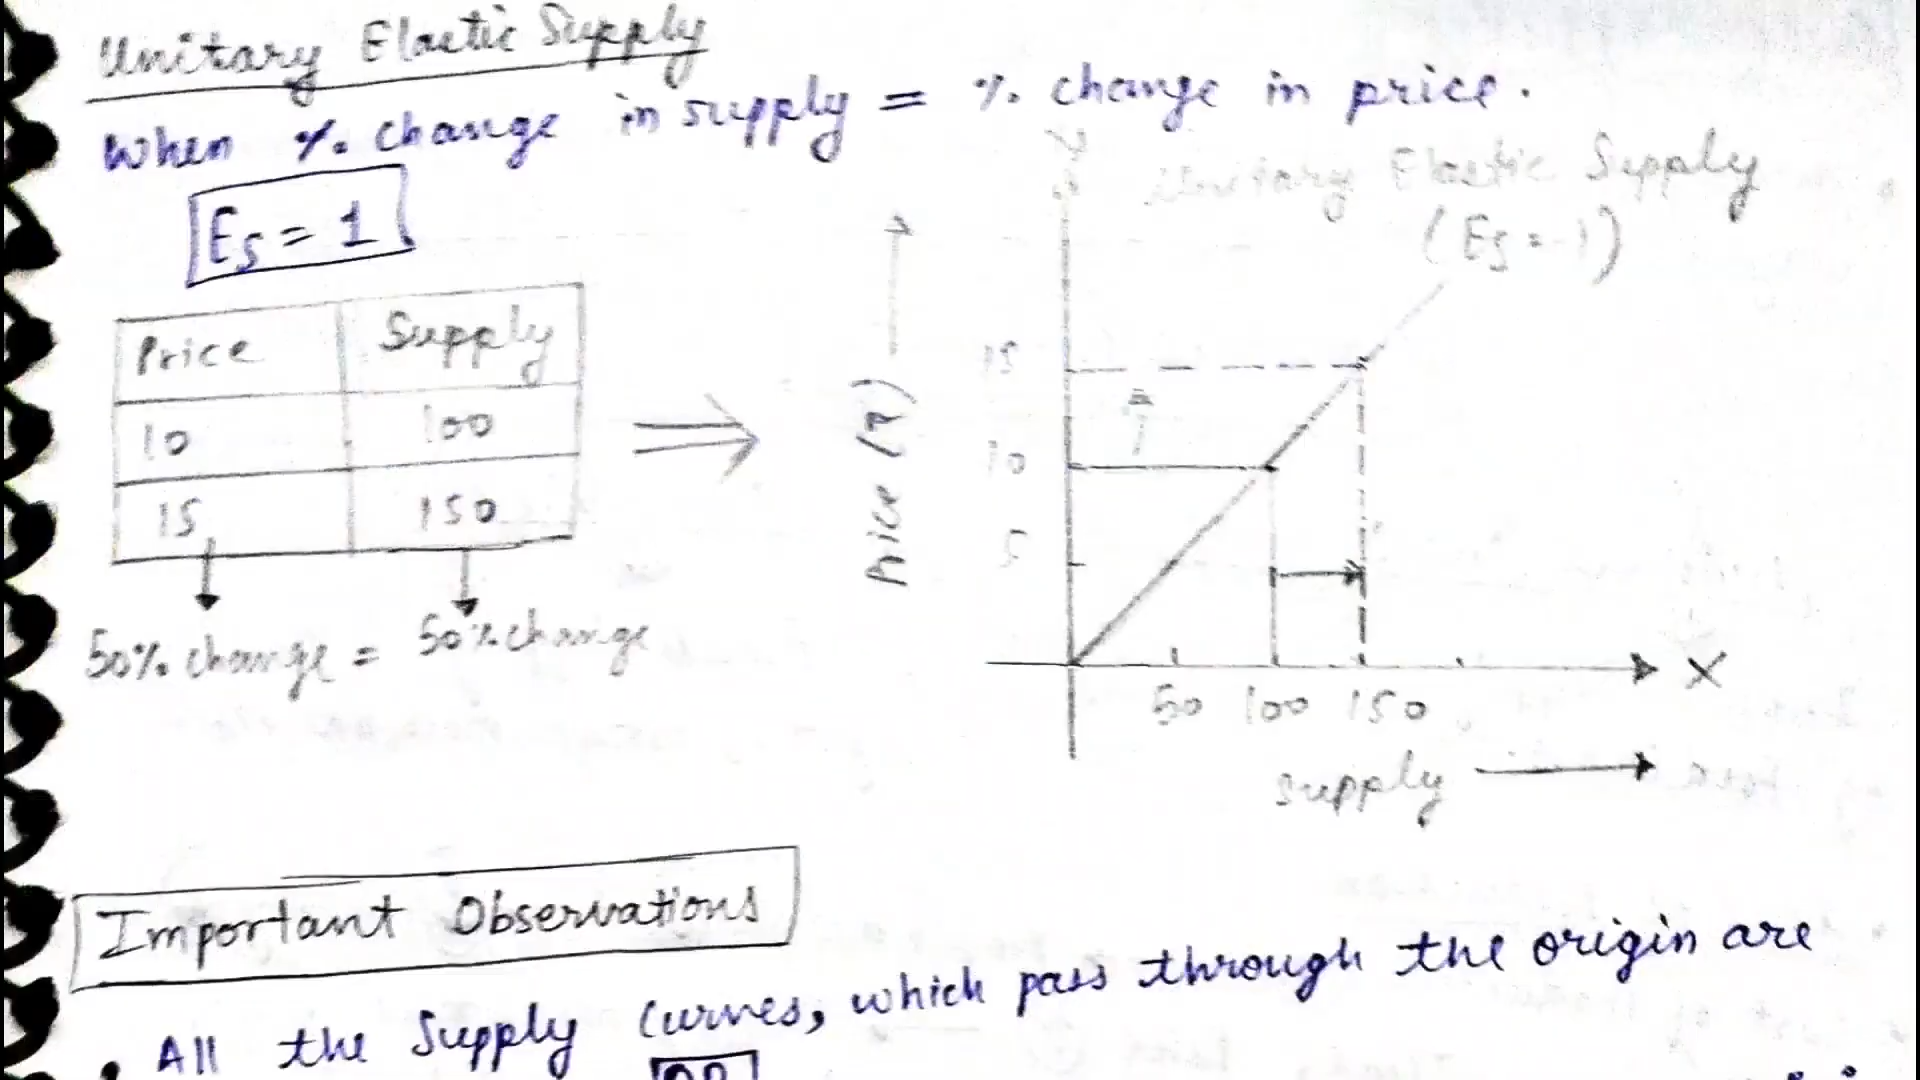 Unitary Elastic Supply
When %. change in supply = %. change in price.
Es = 1
Price Supply
10 100
15 150
50%. change = 50%. change
Y
Unitary Elastic Supply
(Es = 1)
Price (₹)
15
10
5
50 100 150
X
Supply
Important Observations
• All the Supply Curves, which pass through the origin are